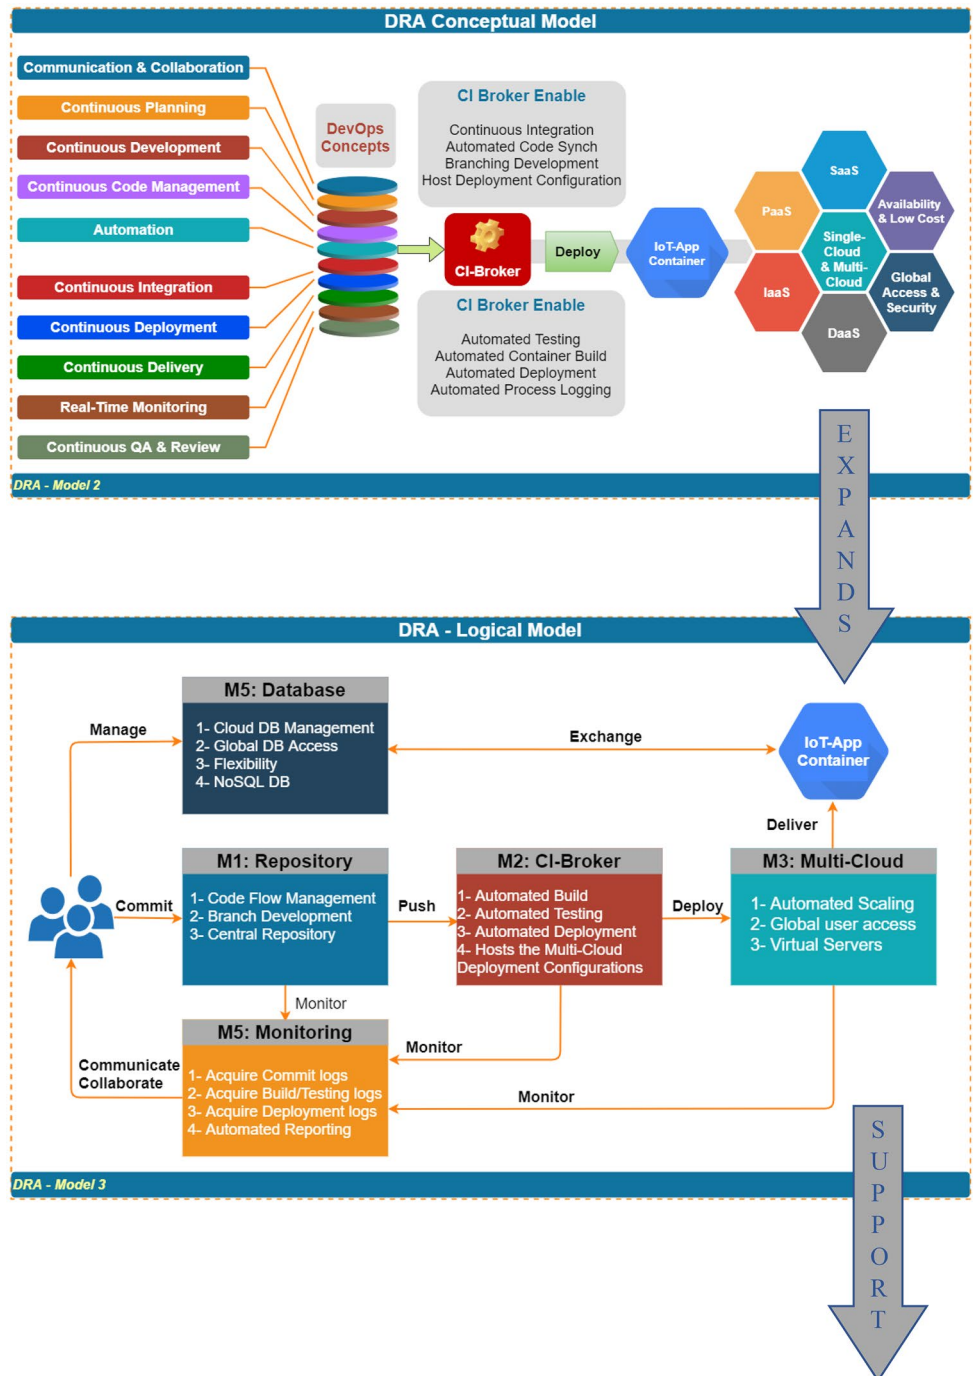 DRA Conceptual Model
Communication & Collaboration
Continuous Planning
Continuous Development
Continuous Code Management
Automation
Continuous Integration
Continuous Deployment
Continuous Delivery
Real-Time Monitoring
Continuous QA & Review
DevOps
Concepts
CI Broker Enable
Continuous Integration
Automated Code Synch
Branching Development
Host Deployment Configuration
CI-Broker
Deploy
IoT-App
Container
CI Broker Enable
Automated Testing
Automated Container Build
Automated Deployment
Automated Process Logging
SaaS
PaaS
Availability
& Low Cost
Single-
Cloud
& Multi-
Cloud
IaaS
Global
Access &
Security
DaaS
DRA - Model 2
EXPANDS
DRA - Logical Model
M5: Database
1- Cloud DB Management
2- Global DB Access
3- Flexibility
4- NoSQL DB
Manage
Exchange
IoT-App
Container
Deliver
Commit
M1: Repository
1- Code Flow Management
2- Branch Development
3- Central Repository
Push
M2: CI-Broker
1- Automated Build
2- Automated Testing
3- Automated Deployment
4- Hosts the Multi-Cloud
Deployment Configurations
Deploy
M3: Multi-Cloud
1- Automated Scaling
2- Global user access
3- Virtual Servers
Monitor
M5: Monitoring
1- Acquire Commit logs
2- Acquire Build/Testing logs
3- Acquire Deployment logs
4- Automated Reporting
Monitor
Monitor
Communicate
Collaborate
DRA - Model 3
SUPPORT